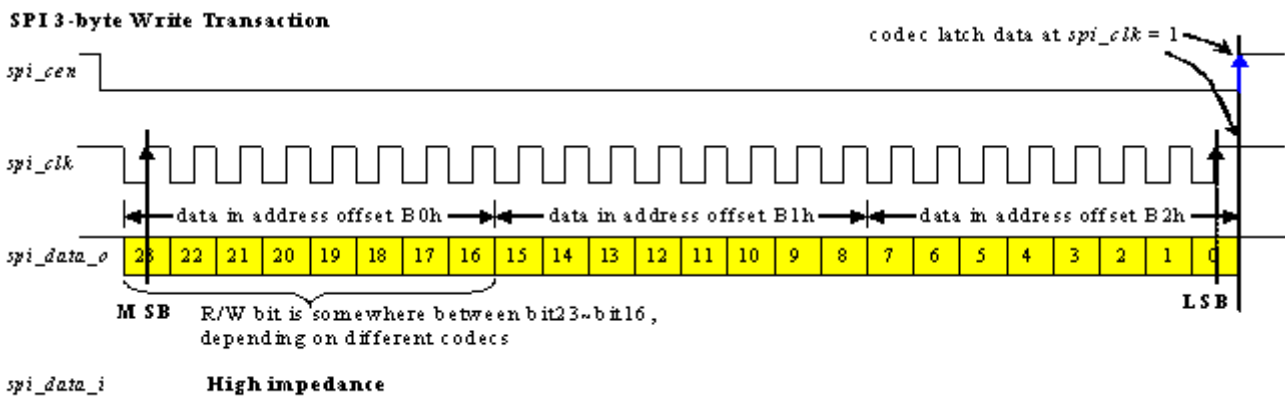 SPI 3-byte Write Transaction
codec latch data at spi_clk = 1
spi_cen
spi_clk
data in address offset B0h data in address offset B1h data in address offset B2h
spi_data_o 23 22 21 20 19 18 17 16 15 14 13 12 11 10 9 8 7 6 5 4 3 2 1 0
MSB R/W bit is somewhere between bit23~bit16, LSB
depending on different codecs
spi_data_i High impedance